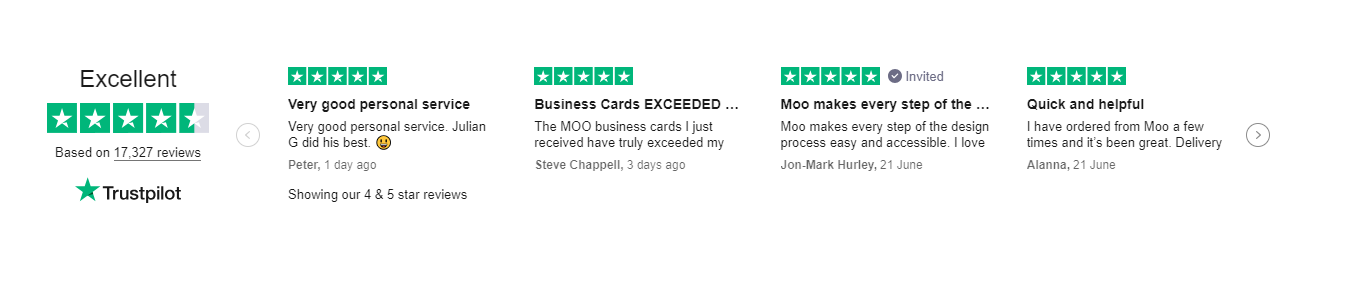 Excellent
Based on 17,327 reviews
Trustpilot
Very good personal service
Very good personal service. Julian
G did his best. 😃
Peter, 1 day ago
Showing our 4 & 5 star reviews
Business Cards EXCEEDED …
The MOO business cards I just
received have truly exceeded my
Steve Chappell, 3 days ago
Invited
Moo makes every step of the …
Moo makes every step of the design
process easy and accessible. I love
Jon-Mark Hurley, 21 June
Quick and helpful
I have ordered from Moo a few
times and it’s been great. Delivery
Alanna, 21 June